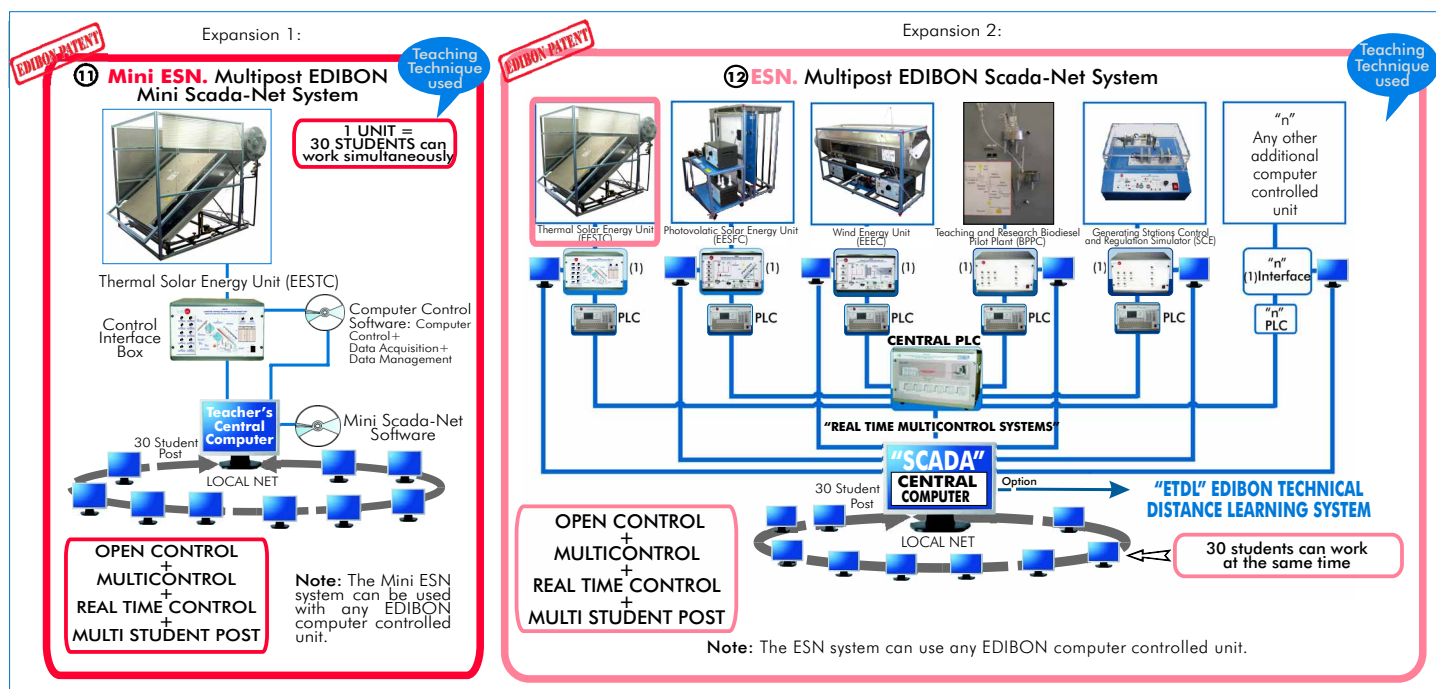 Expansion 1:
EDIBON PATENT
Teaching
Technique
used
11 Mini ESN. Multipost EDIBON
Mini Scada-Net System
1 UNIT =
30 STUDENTS can
work simultaneously
Thermal Solar Energy Unit (EESTC)
Control
Interface
Box
Computer Control
Software: Computer
Control+
Data Acquisition+
Data Management
Teacher's
Central
Computer
Mini Scada-Net
Software
30 Student
Post
LOCAL NET
OPEN CONTROL
+
MULTICONTROL
+
REAL TIME CONTROL
+
MULTI STUDENT POST
Note: The Mini ESN
system can be used
with any EDIBON
computer controlled
unit.
Expansion 2:
EDIBON PATENT
Teaching
Technique
used
12 ESN. Multipost EDIBON Scada-Net System
Thermal Solar Energy Unit
(EESTC)
Photovolatic Solar Energy Unit
(EESFC)
Wind Energy Unit
(EEEC)
Teaching and Research Biodiesel
Pilot Plant (BPPC)
Generating Stations Control
and Regulation Simulator (SCE)
"n"
Any other
additional
computer
controlled
unit
(1)
(1)
(1)
(1)
(1)
"n"
(1)Interface
PLC
PLC
PLC
PLC
PLC
"n"
PLC
CENTRAL PLC
"REAL TIME MULTICONTROL SYSTEMS"
"SCADA"
CENTRAL
COMPUTER
Option
"ETDL" EDIBON TECHNICAL
DISTANCE LEARNING SYSTEM
30 Student
Post
LOCAL NET
30 students can work
at the same time
OPEN CONTROL
+
MULTICONTROL
+
REAL TIME CONTROL
+
MULTI STUDENT POST
Note: The ESN system can use any EDIBON computer controlled unit.